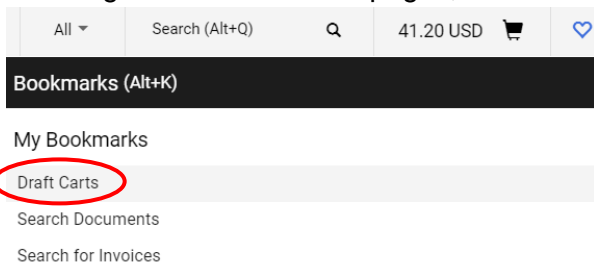 All Search (Alt+Q) 41.20 USD
Bookmarks (Alt+K)
My Bookmarks
Draft Carts
Search Documents
Search for Invoices